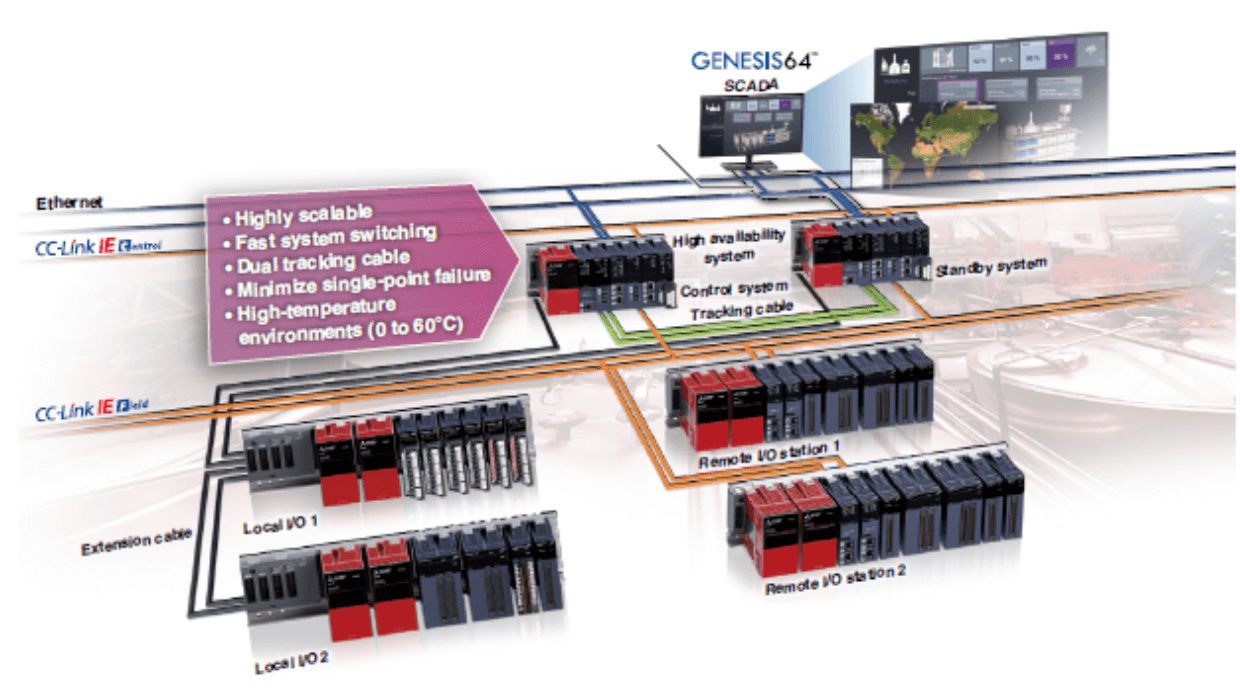 GENESIS64™
SCADA
Ethernet
CC-Link IE Control
• Highly scalable
• Fast system switching
• Dual tracking cable
• Minimize single-point failure
• High-temperature
environments (0 to 60°C)
High availability
system
Control system
Tracking cable
Standby system
CC-Link IE Field
Remote I/O station 1
Local I/O 1
Extension cable
Remote I/O station 2
Local I/O 2